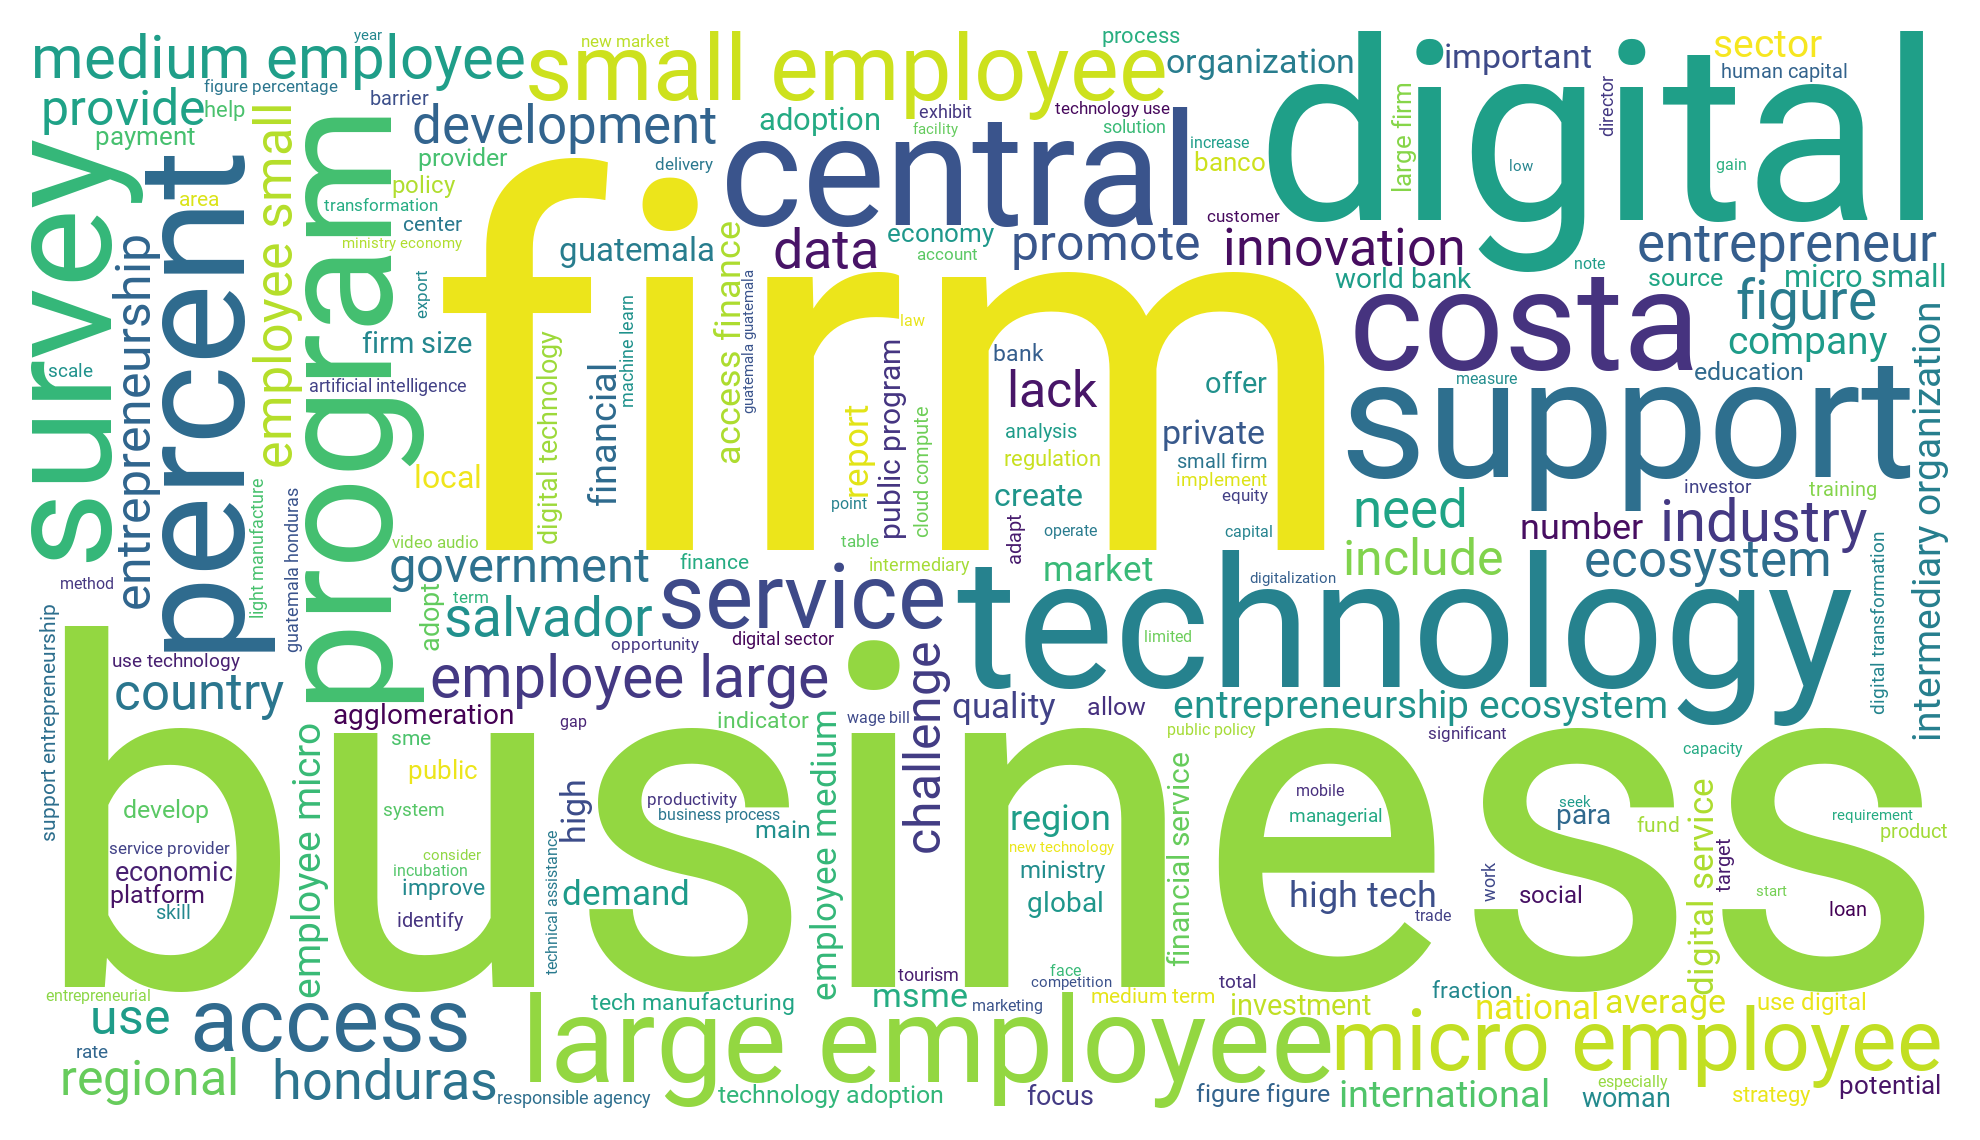 year
new market
process
medium employee
small employee
organization
digital
important
sector
human capital
figure percentage
provide
help
barrier
payment
development
adoption
exhibit
technology use
facility
solution
director
large firm
survey
percent
employee small
program
provider
delivery
central
increase
banco
low
gain
policy
area
transformation
center
ministry economy
firm
guatemala
data
economy
account
promote
customer
innovation
entrepreneur
note
world bank
source
micro small
entrepreneurship
export
access finance
guatemala guatemala
machine learn
law
costa
figure
company
firm size
digital technology
financial
public program
bank
lack
offer
measure
education
scale
artificial intelligence
support
intermediary organization
report
cloud compute
analysis
private
regulation
small firm
implement
equity
local
create
investor
training
need
number
industry
light manufacture
guatemala honduras
point
adapt
operate
capital
video audio
table
government
finance
intermediary
market
digitalization
include
ecosystem
method
adopt
term
salvador
service
technology
digital transformation
support entrepreneurship
opportunity
digital sector
limited
use technology
country
employee large
challenge
agglomeration
gap
indicator
wage bill
quality
allow
entrepreneurship ecosystem
business
employee micro
sme
public
employee medium
public policy
significant
capacity
financial service
digital service
develop
system
high
productivity
business process
main
region
mobile
managerial
seek
para
fund
requirement
product
service provider
economic
platform
skill
consider
incubation
improve
identify
technical assistance
demand
new technology
ministry
global
high tech
trade
work
social
target
start
loan
entrepreneurial
tourism
face
competition
total
fraction
use
access
tech manufacturing
msme
marketing
medium term
investment
national
average
use digital
rate
large employee
micro employee
regional
honduras
responsible agency
technology adoption
focus
figure figure
international
especially
woman
strategy
potential